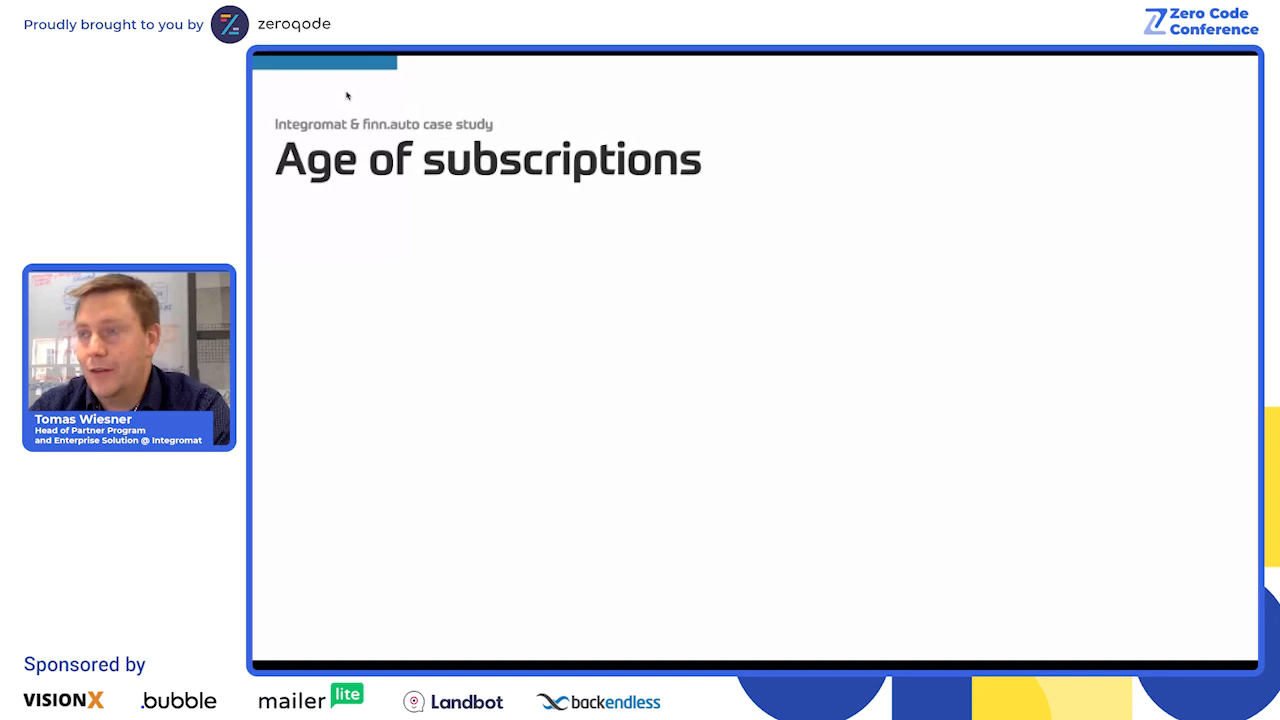 Proudly brought to you by
zeroqode
Zero Code
Conference
Integromat & finn.auto case study
Age of subscriptions
Tomas Wiesner
Head of Partner Program
and Enterprise Solution @ Integromat
Sponsored by
VISIONX
.bubble
mailer lite
Landbot
backendless